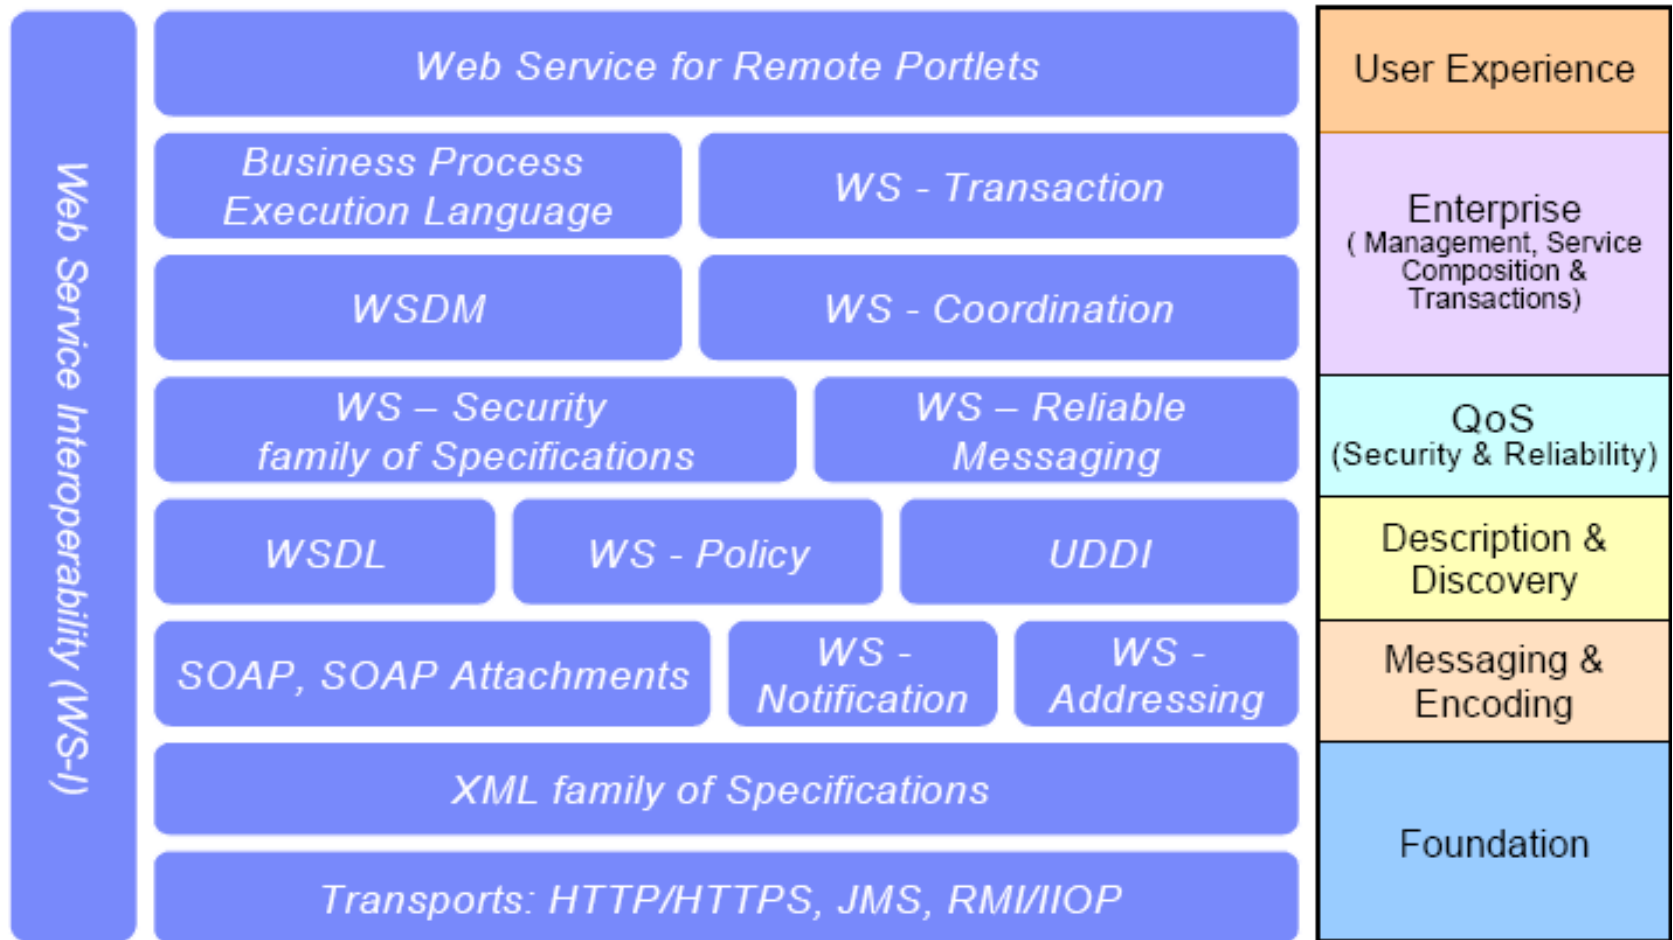 Web Service Interoperability (WS-I)
Web Service for Remote Portlets
User Experience
Business Process
Execution Language
WS - Transaction
WSDM
WS - Coordination
Enterprise
( Management, Service
Composition &
Transactions)
WS – Security
family of Specifications
WS – Reliable
Messaging
QoS
(Security & Reliability)
WSDL
WS - Policy
UDDI
Description &
Discovery
SOAP, SOAP Attachments
WS -
Notification
WS -
Addressing
Messaging &
Encoding
XML family of Specifications
Transports: HTTP/HTTPS, JMS, RMI/IIOP
Foundation